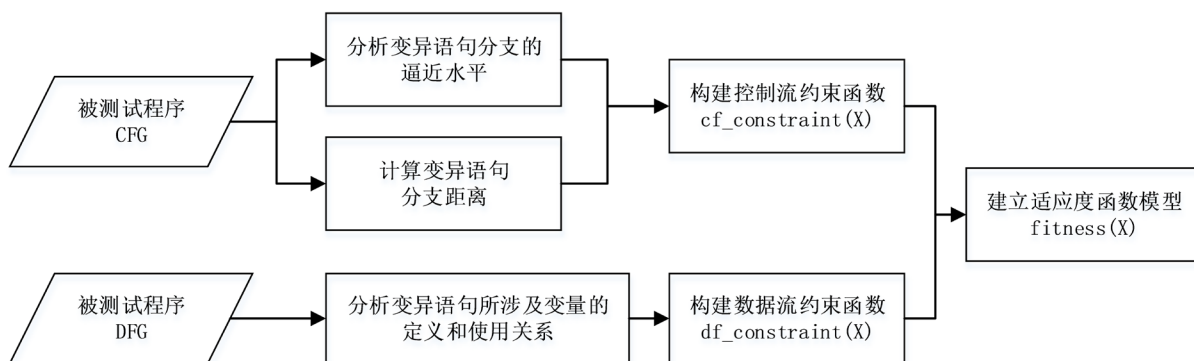 分析变异语句分支的
逼近水平
被测试程序
CFG
构建控制流约束函数
cf_constraint(X)
计算变异语句
分支距离
建立适应度函数模型
fitness(X)
被测试程序
DFG
分析变异语句所涉及变量的
定义和使用关系
构建数据流约束函数
df_constraint(X)